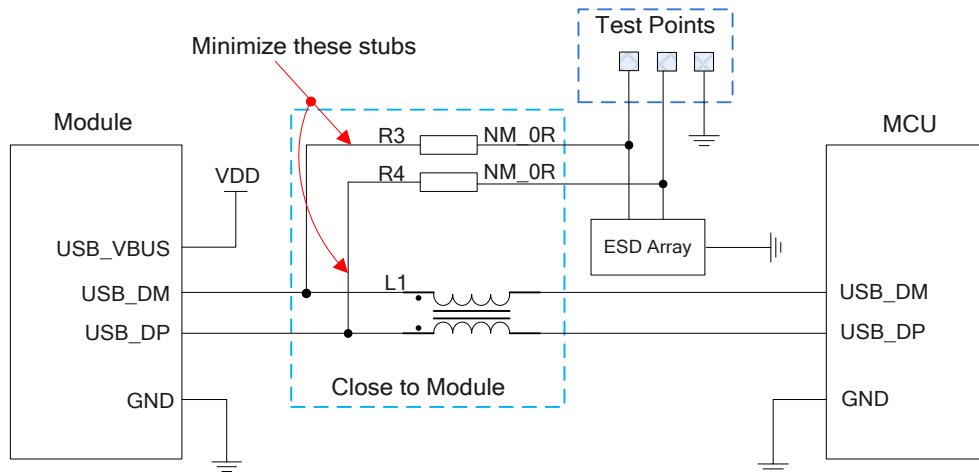 Test Points
Minimize these stubs
Module
MCU
R3
NM_0R
VDD
R4
NM_0R
USB_VBUS
ESD Array
USB_DM
L1
USB_DM
USB_DP
USB_DP
Close to Module
GND
GND